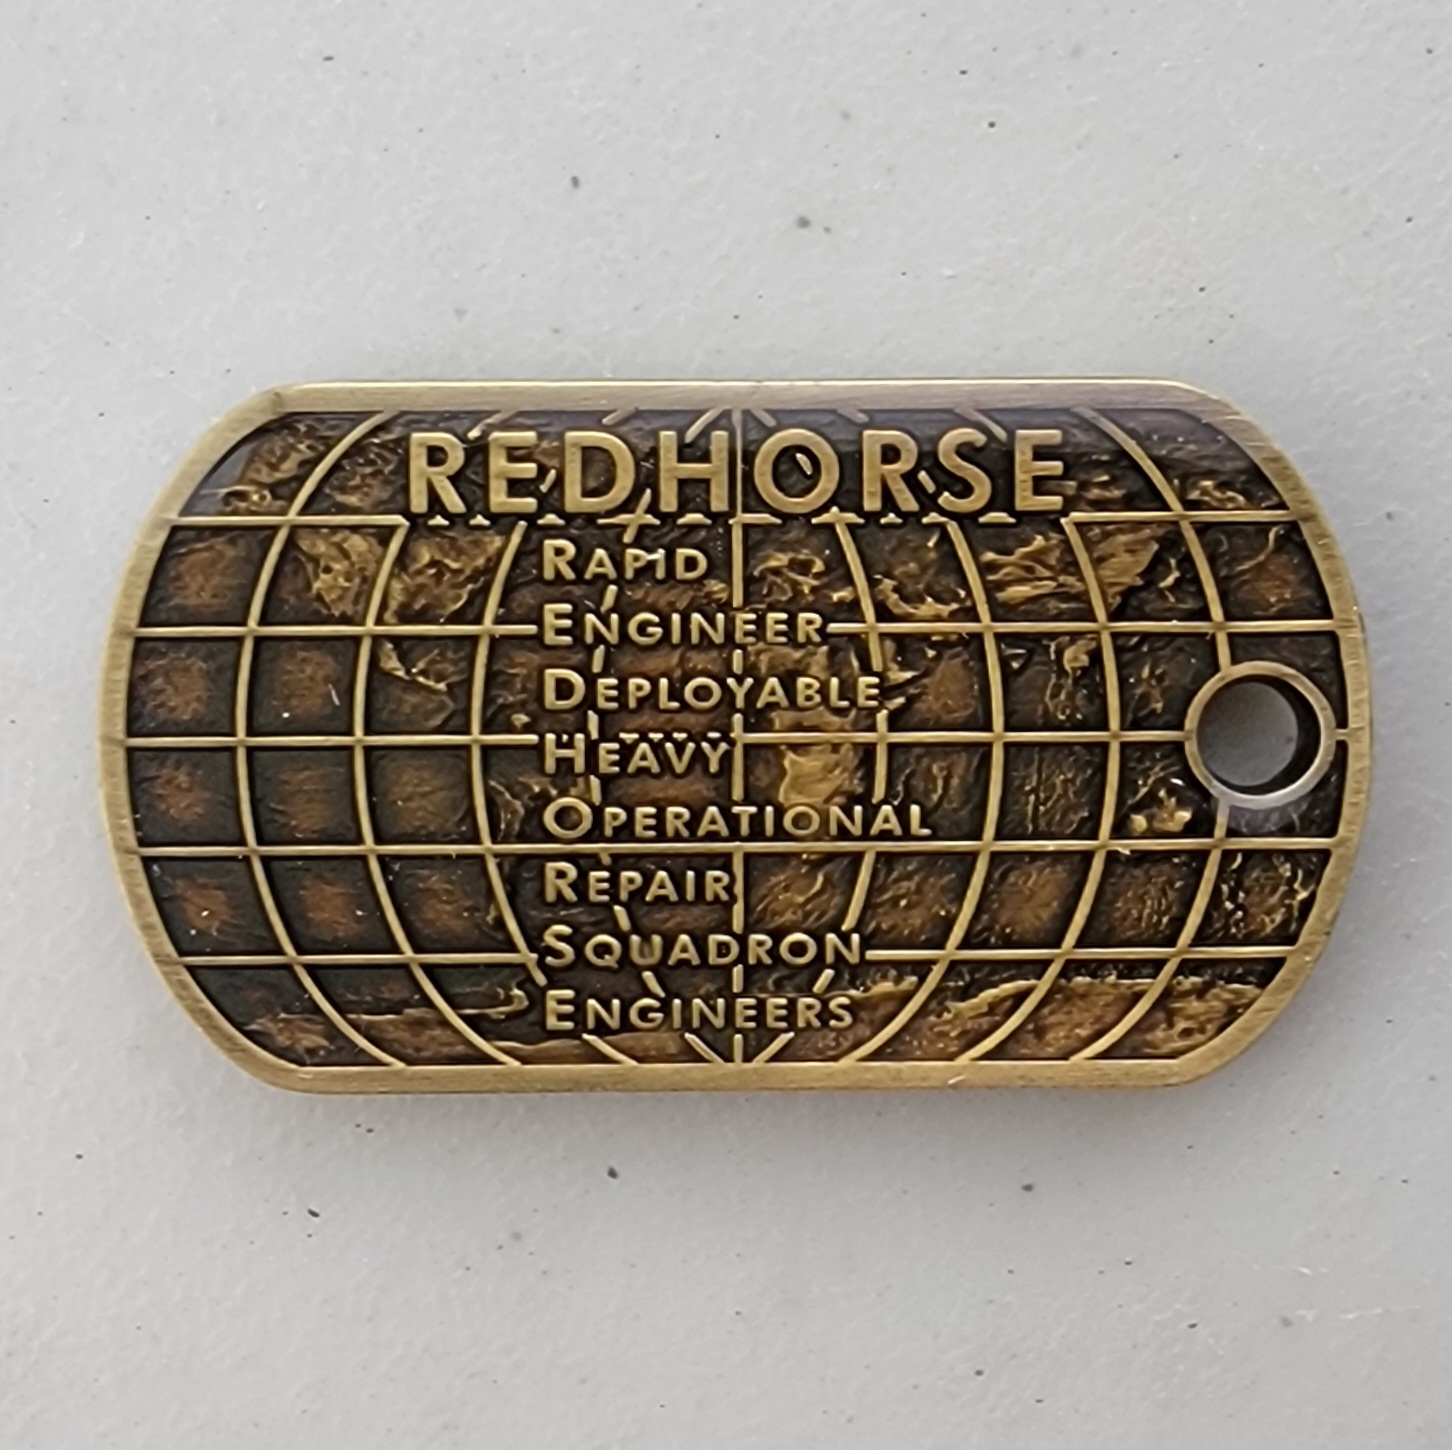 REDHORSE
RAPID
ENGINEER
DEPLOYABLE
HEAVY
OPERATIONAL
REPAIR
SQUADRON
ENGINEERS